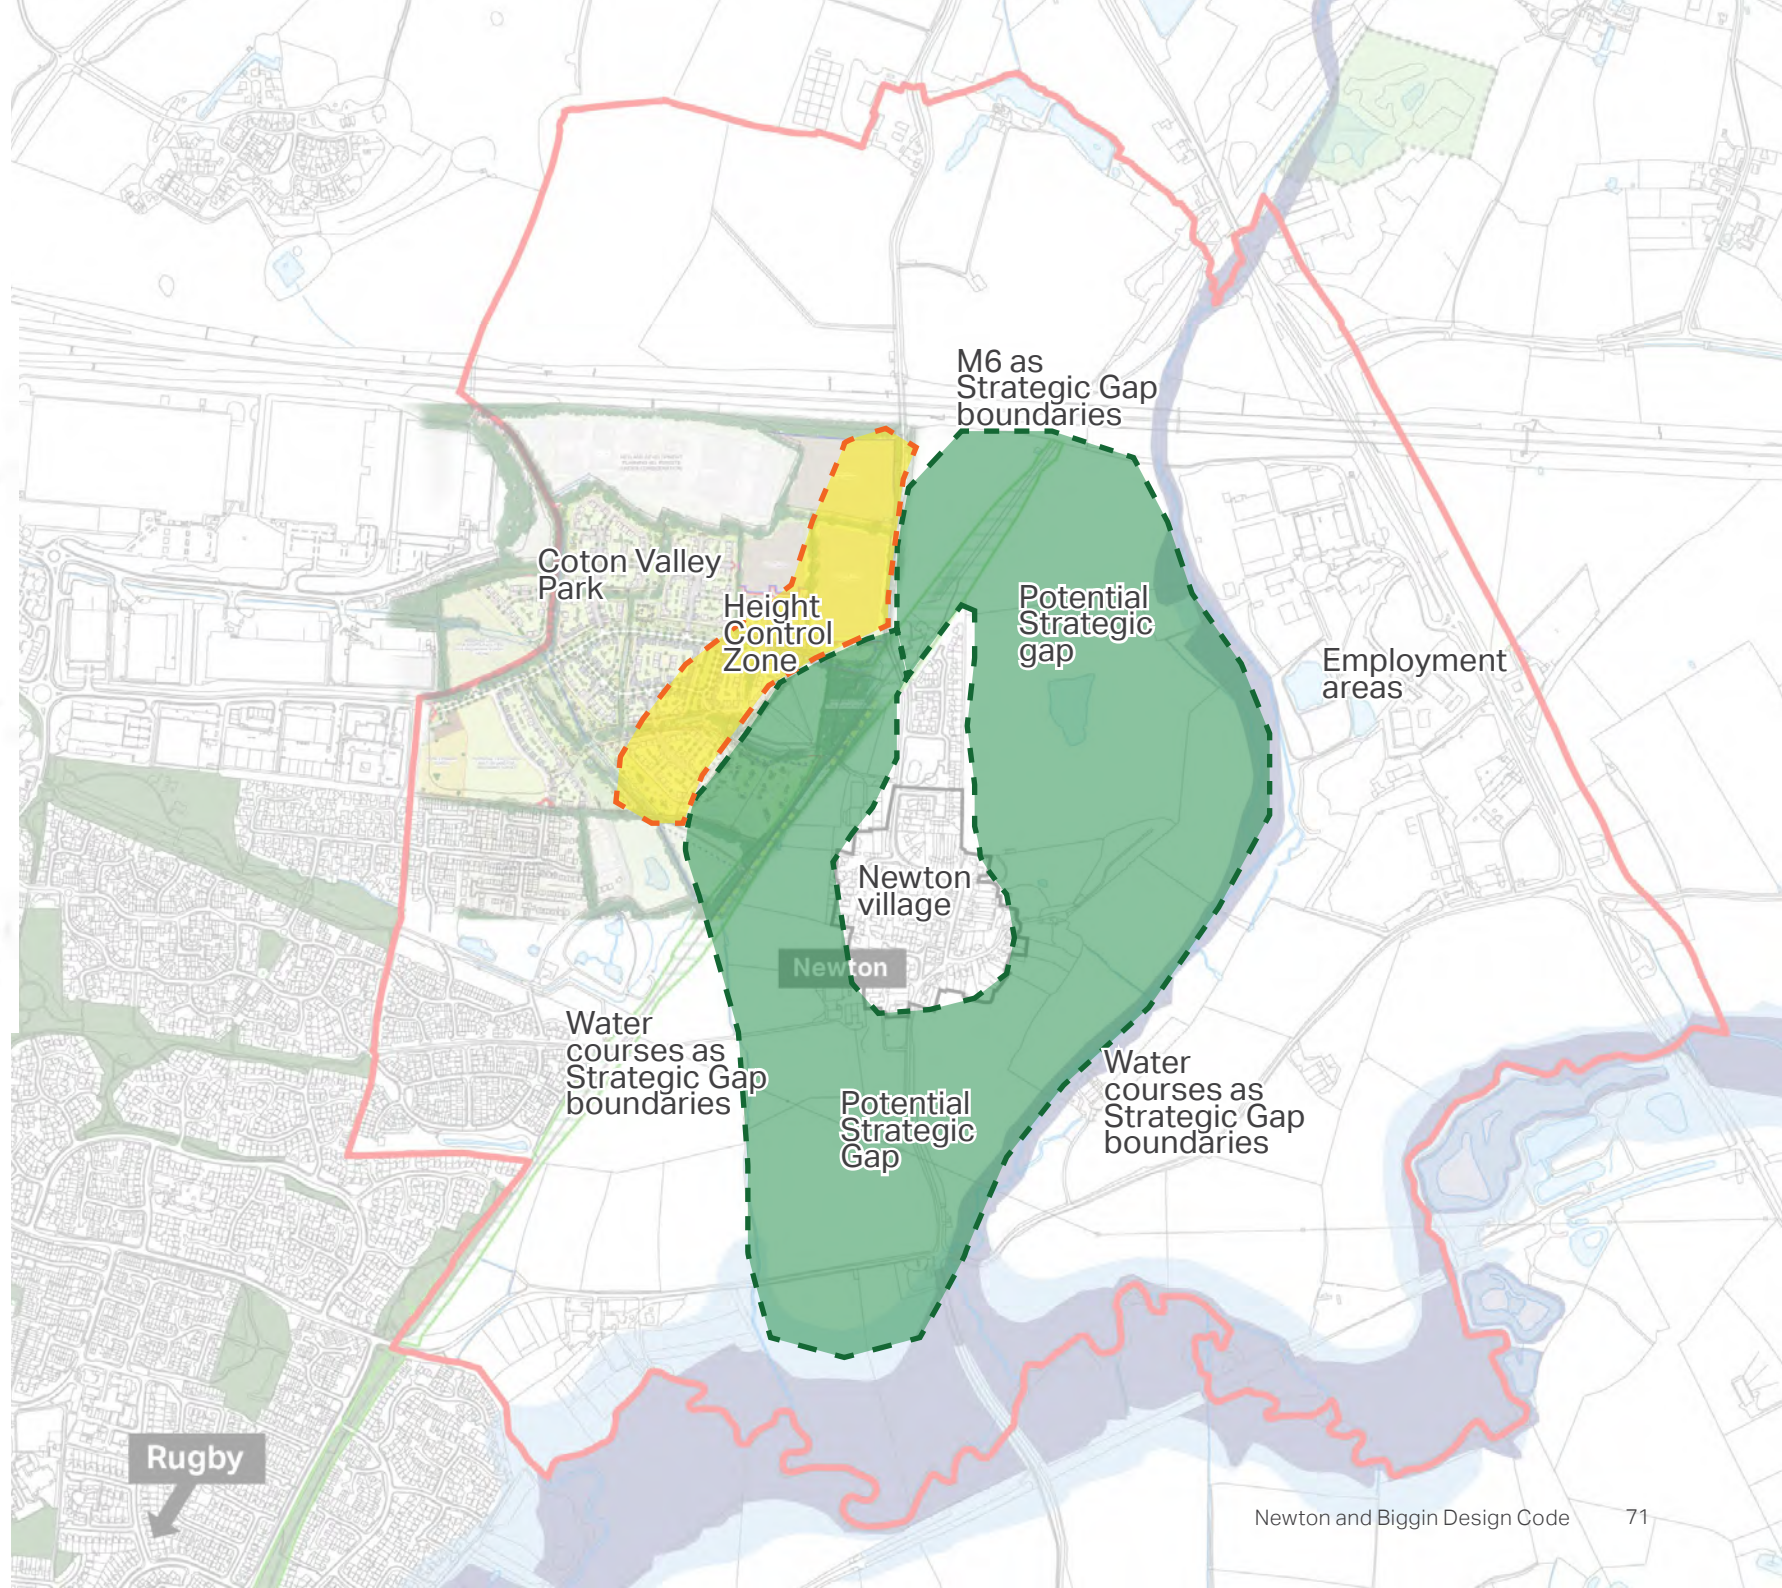 M6 as
Strategic Gap
boundaries
Coton Valley
Park
Height
Control
Zone
Potential
Strategic
gap
Employment
areas
Newton
village
Newton
Water
courses as
Strategic Gap
boundaries
Water
courses as
Strategic Gap
boundaries
Potential
Strategic
Gap
Rugby
Newton and Biggin Design Code 71